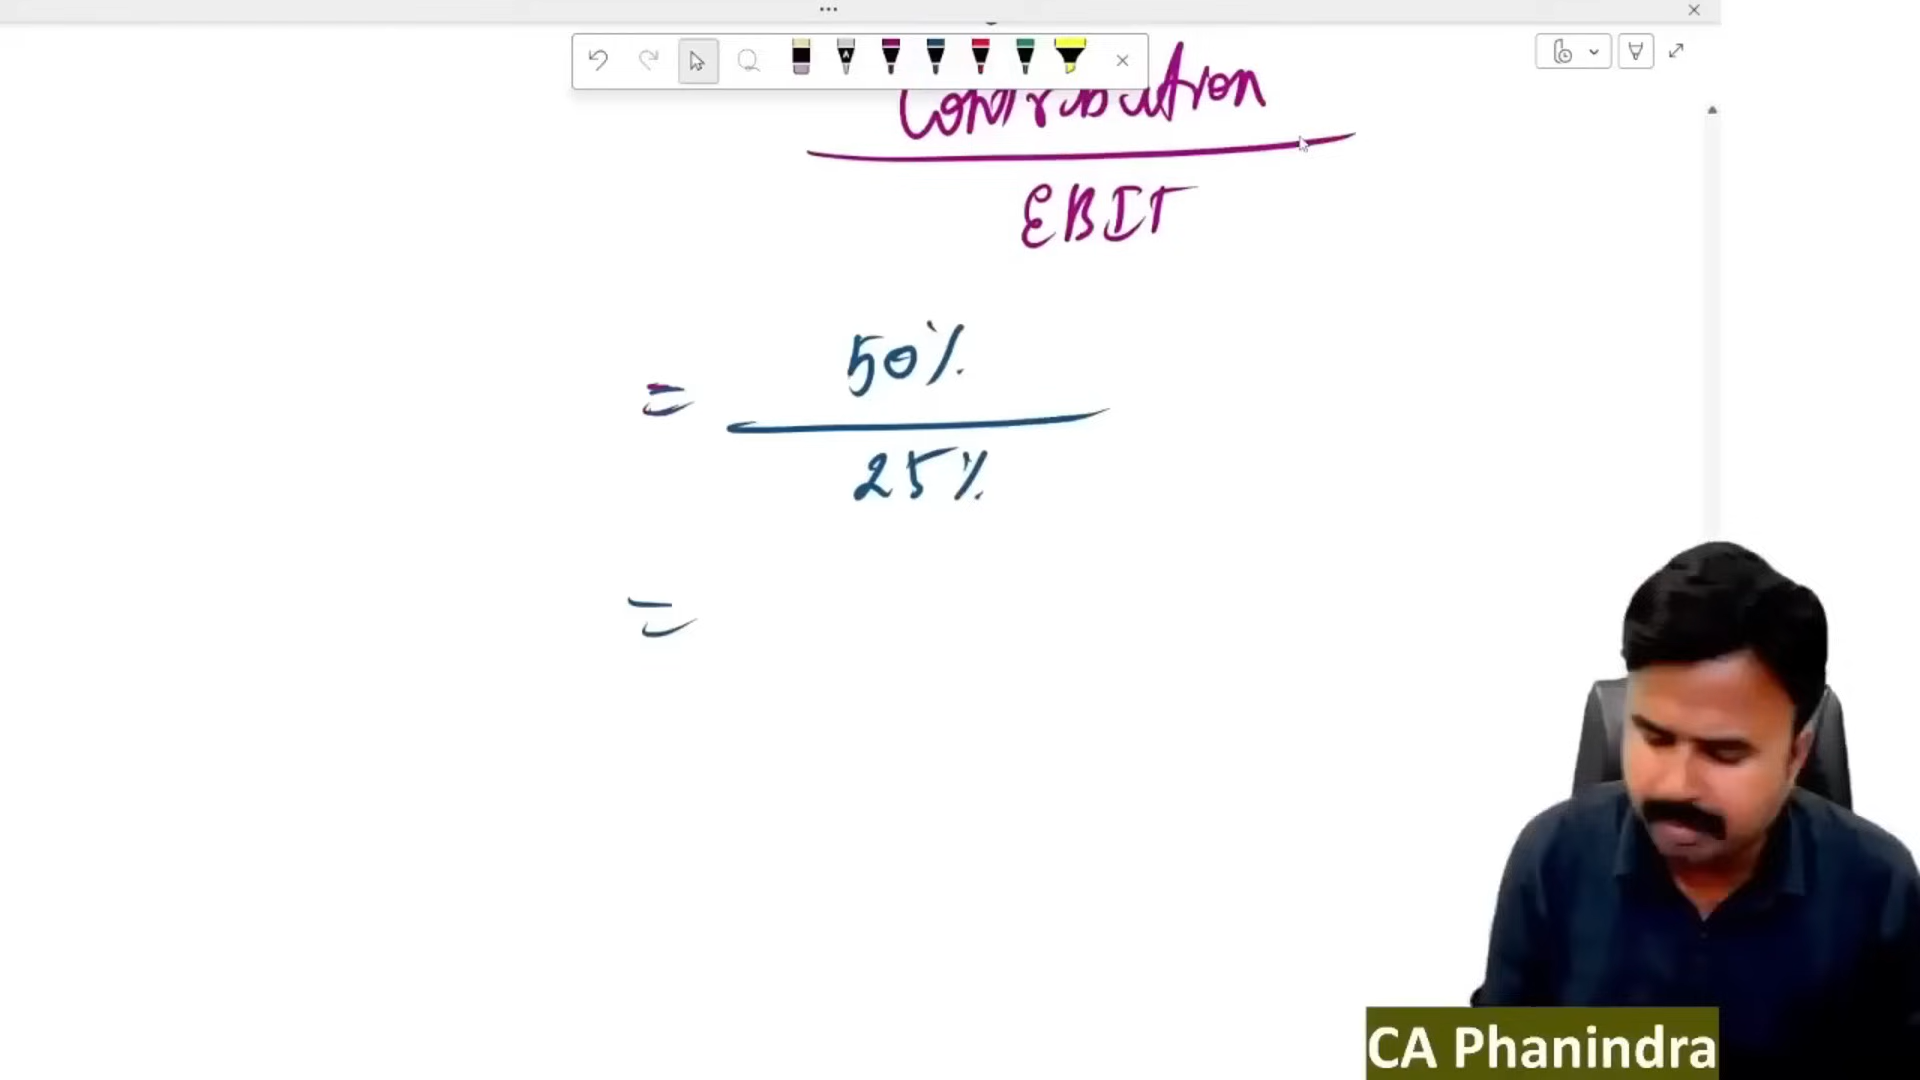 Contribution
EBIT
= 50%
25%
=
CA Phanindra